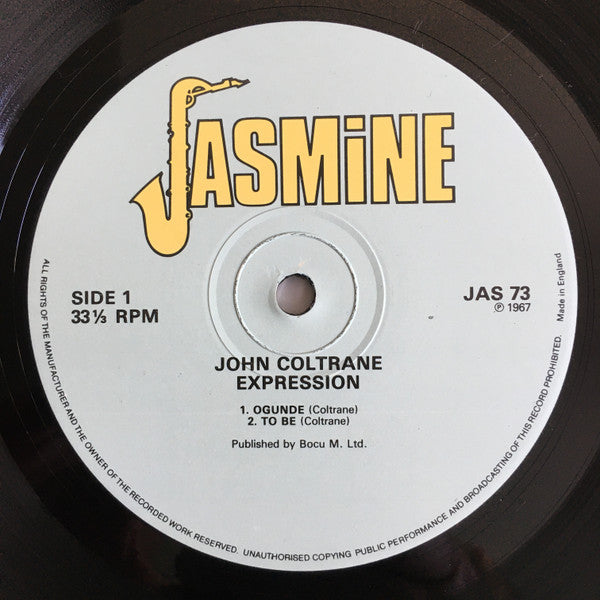 JASMiNE
SIDE 1
33⅓ RPM
JAS 73
℗ 1967
Made in England
JOHN COLTRANE
EXPRESSION
1. OGUNDE (Coltrane)
2. TO BE (Coltrane)
Published by Bocu M. Ltd.
ALL RIGHTS OF THE MANUFACTURER AND THE OWNER OF THE RECORDED WORK RESERVED. UNAUTHORISED COPYING PUBLIC PERFORMANCE AND BROADCASTING OF THIS RECORD PROHIBITED.